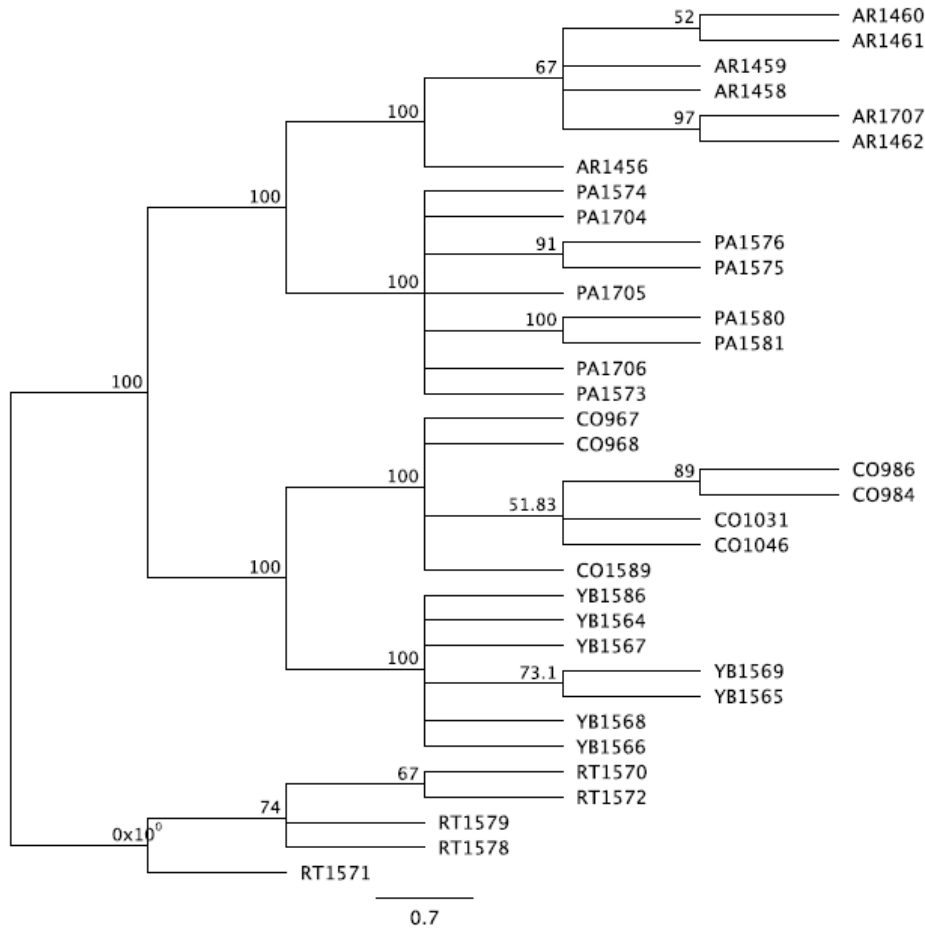 52
AR1460
AR1461
67
AR1459
AR1458
97
AR1707
AR1462
100
AR1456
100
PA1574
PA1704
91
PA1576
PA1575
100
PA1705
100
PA1580
PA1581
PA1706
PA1573
100
CO967
CO968
100
89
CO986
CO984
51.83
CO1031
CO1046
CO1589
100
YB1586
YB1564
YB1567
100
73.1
YB1569
YB1565
YB1568
YB1566
67
RT1570
RT1572
74
RT1579
RT1578
0x10⁰
RT1571
0.7